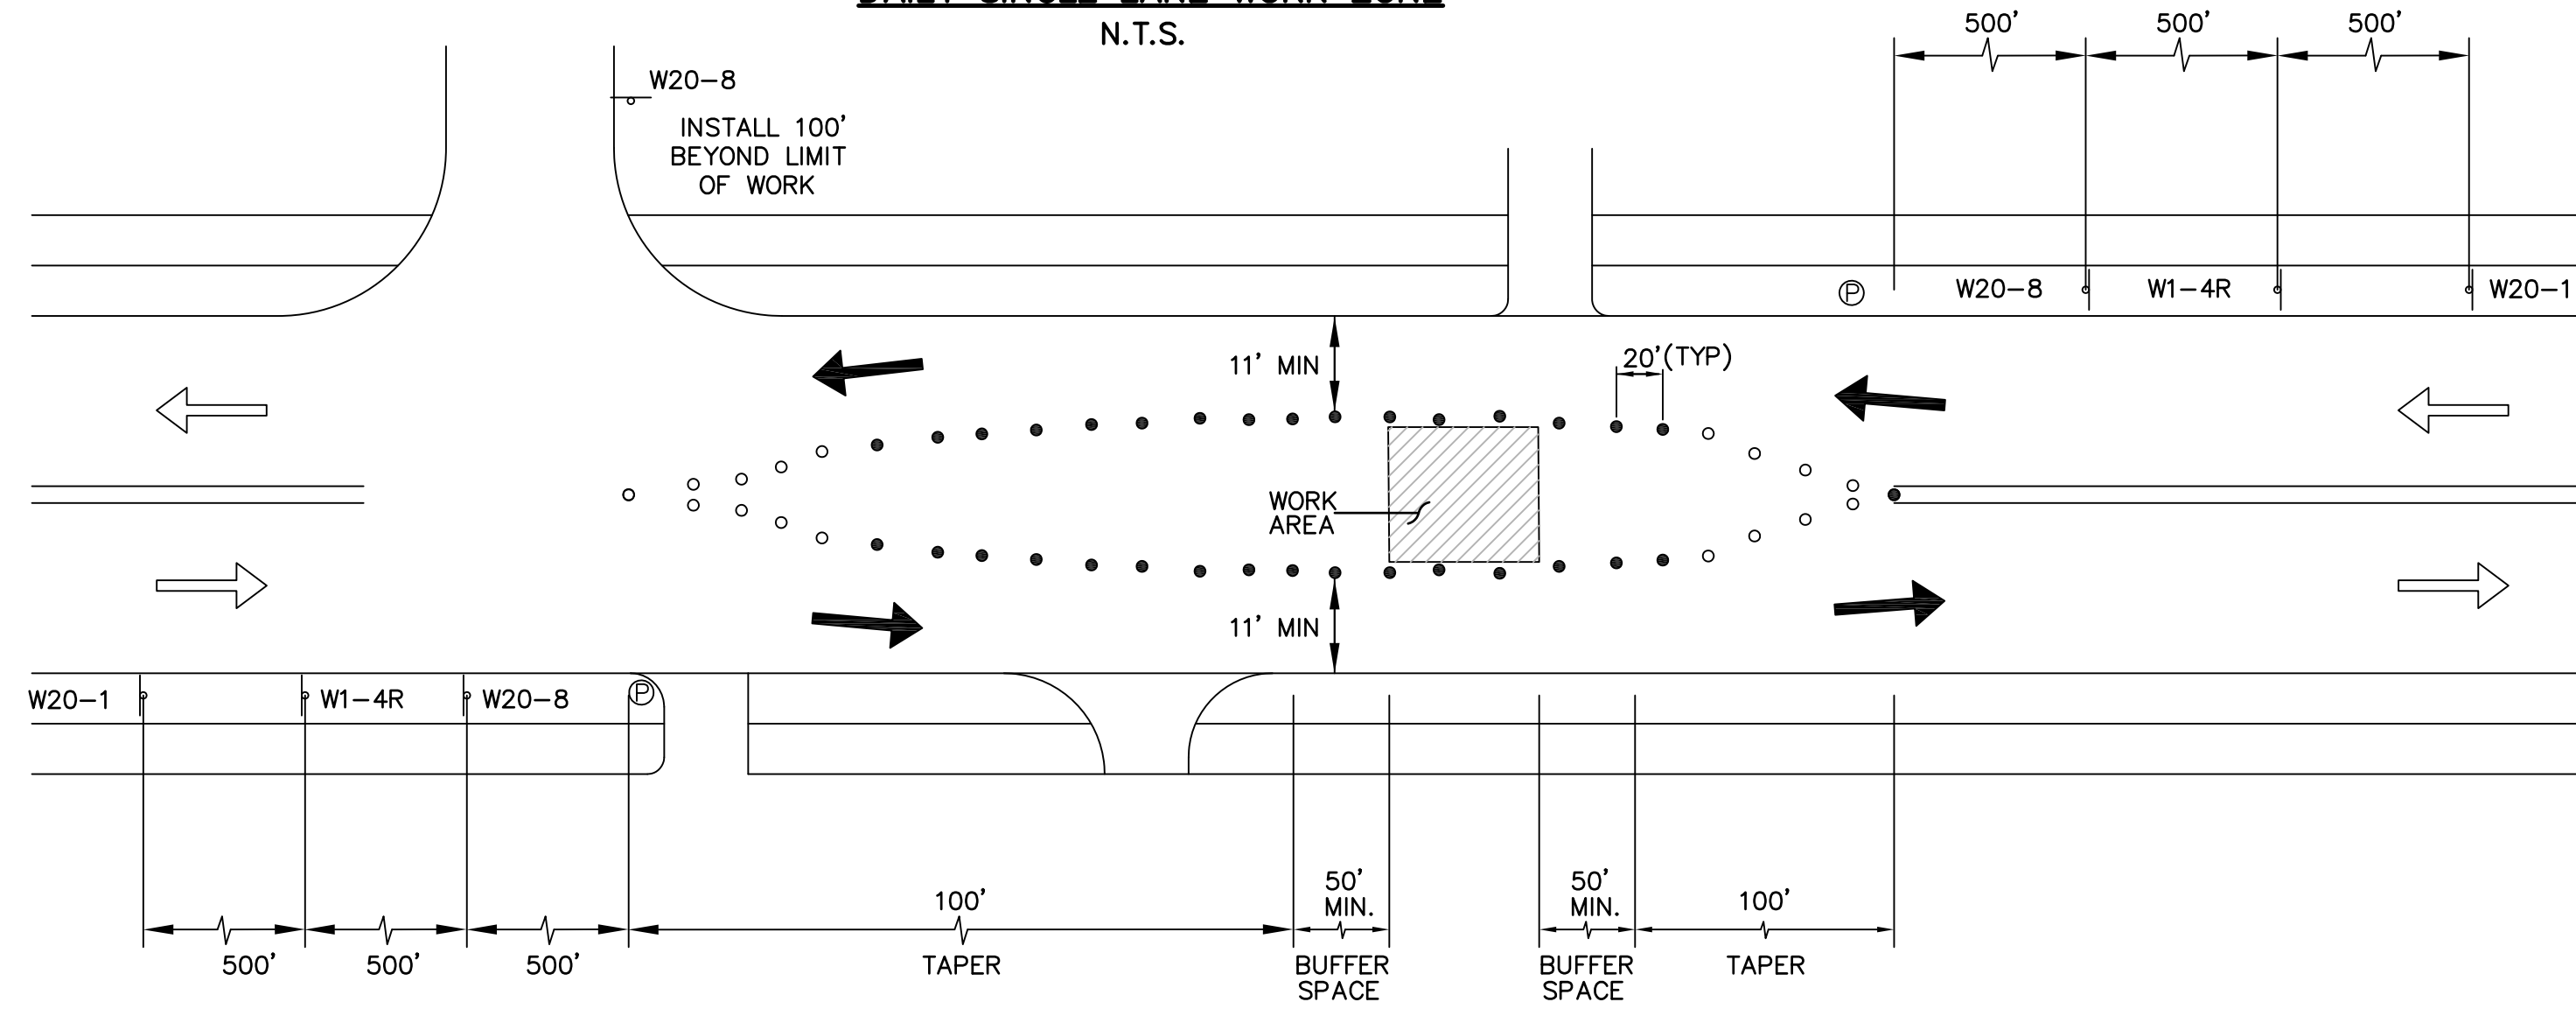 N.T.S.
500' 500' 500'
W20-8
INSTALL 100'
BEYOND LIMIT
OF WORK
P W20-8 W1-4R W20-1
11' MIN
20'(TYP)
WORK
AREA
11' MIN
W20-1 W1-4R W20-8 P
100'
50'
MIN.
50'
MIN.
100'
500' 500' 500'
TAPER
BUFFER
SPACE
BUFFER
SPACE
TAPER